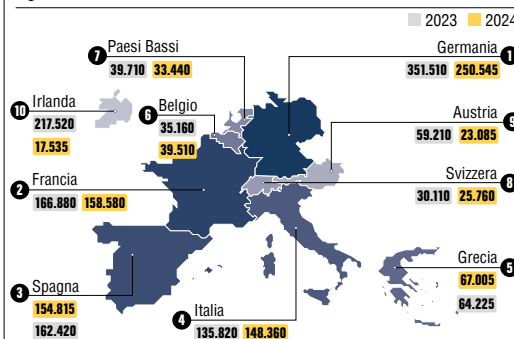 2023 2024
7 Paesi Bassi
39.710 33.440
Germania 1
351.510 250.545
10 Irlanda
217.520
17.535
6 Belgio
35.160
39.510
Austria 9
59.210 23.085
2 Francia
166.880 158.580
Svizzera 8
30.110 25.760
3 Spagna
154.815
162.420
4 Italia
135.820 148.360
Grecia 5
67.005
64.225